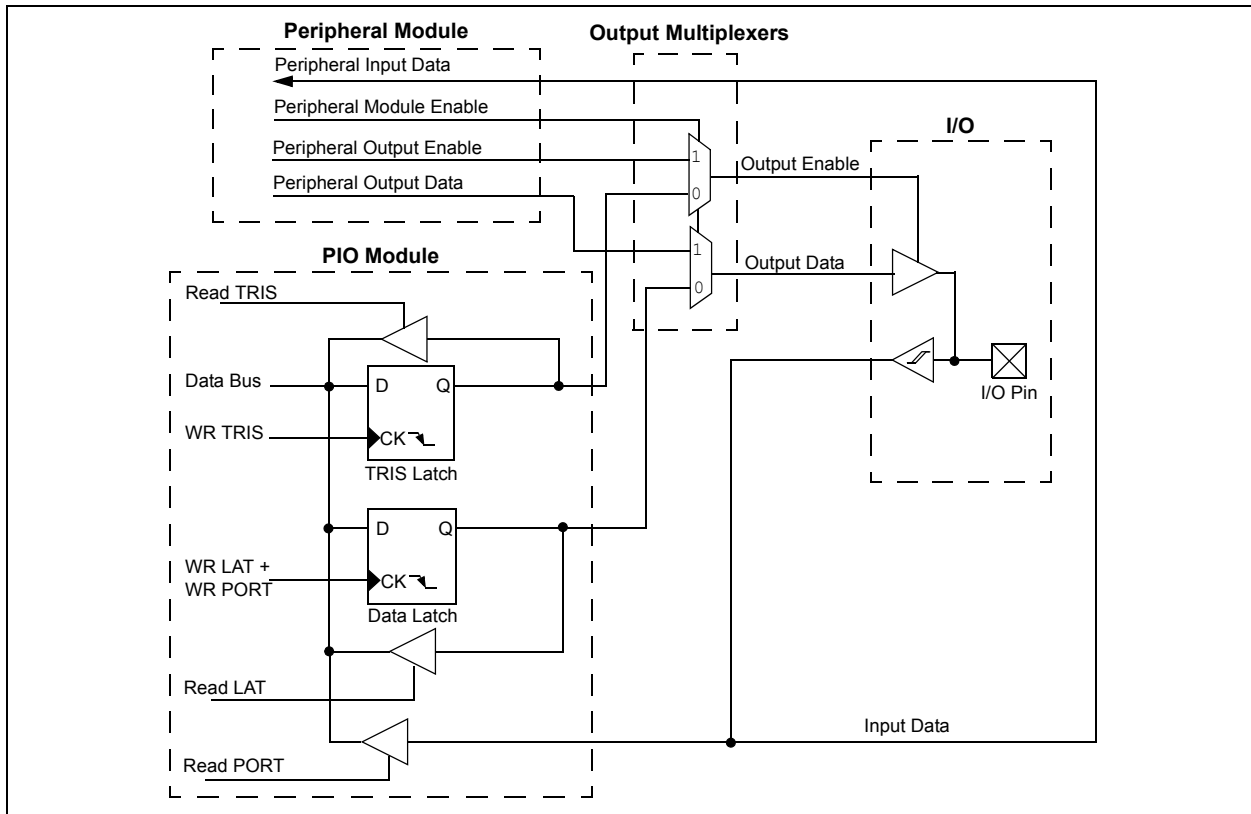 Peripheral Module
Output Multiplexers
Peripheral Input Data
Peripheral Module Enable
I/O
Peripheral Output Enable
1
Output Enable
Peripheral Output Data
0
PIO Module
1
Output Data
Read TRIS
0
Data Bus
D
Q
I/O Pin
WR TRIS
CK
TRIS Latch
D
Q
WR LAT +
WR PORT
CK
Data Latch
Read LAT
Input Data
Read PORT